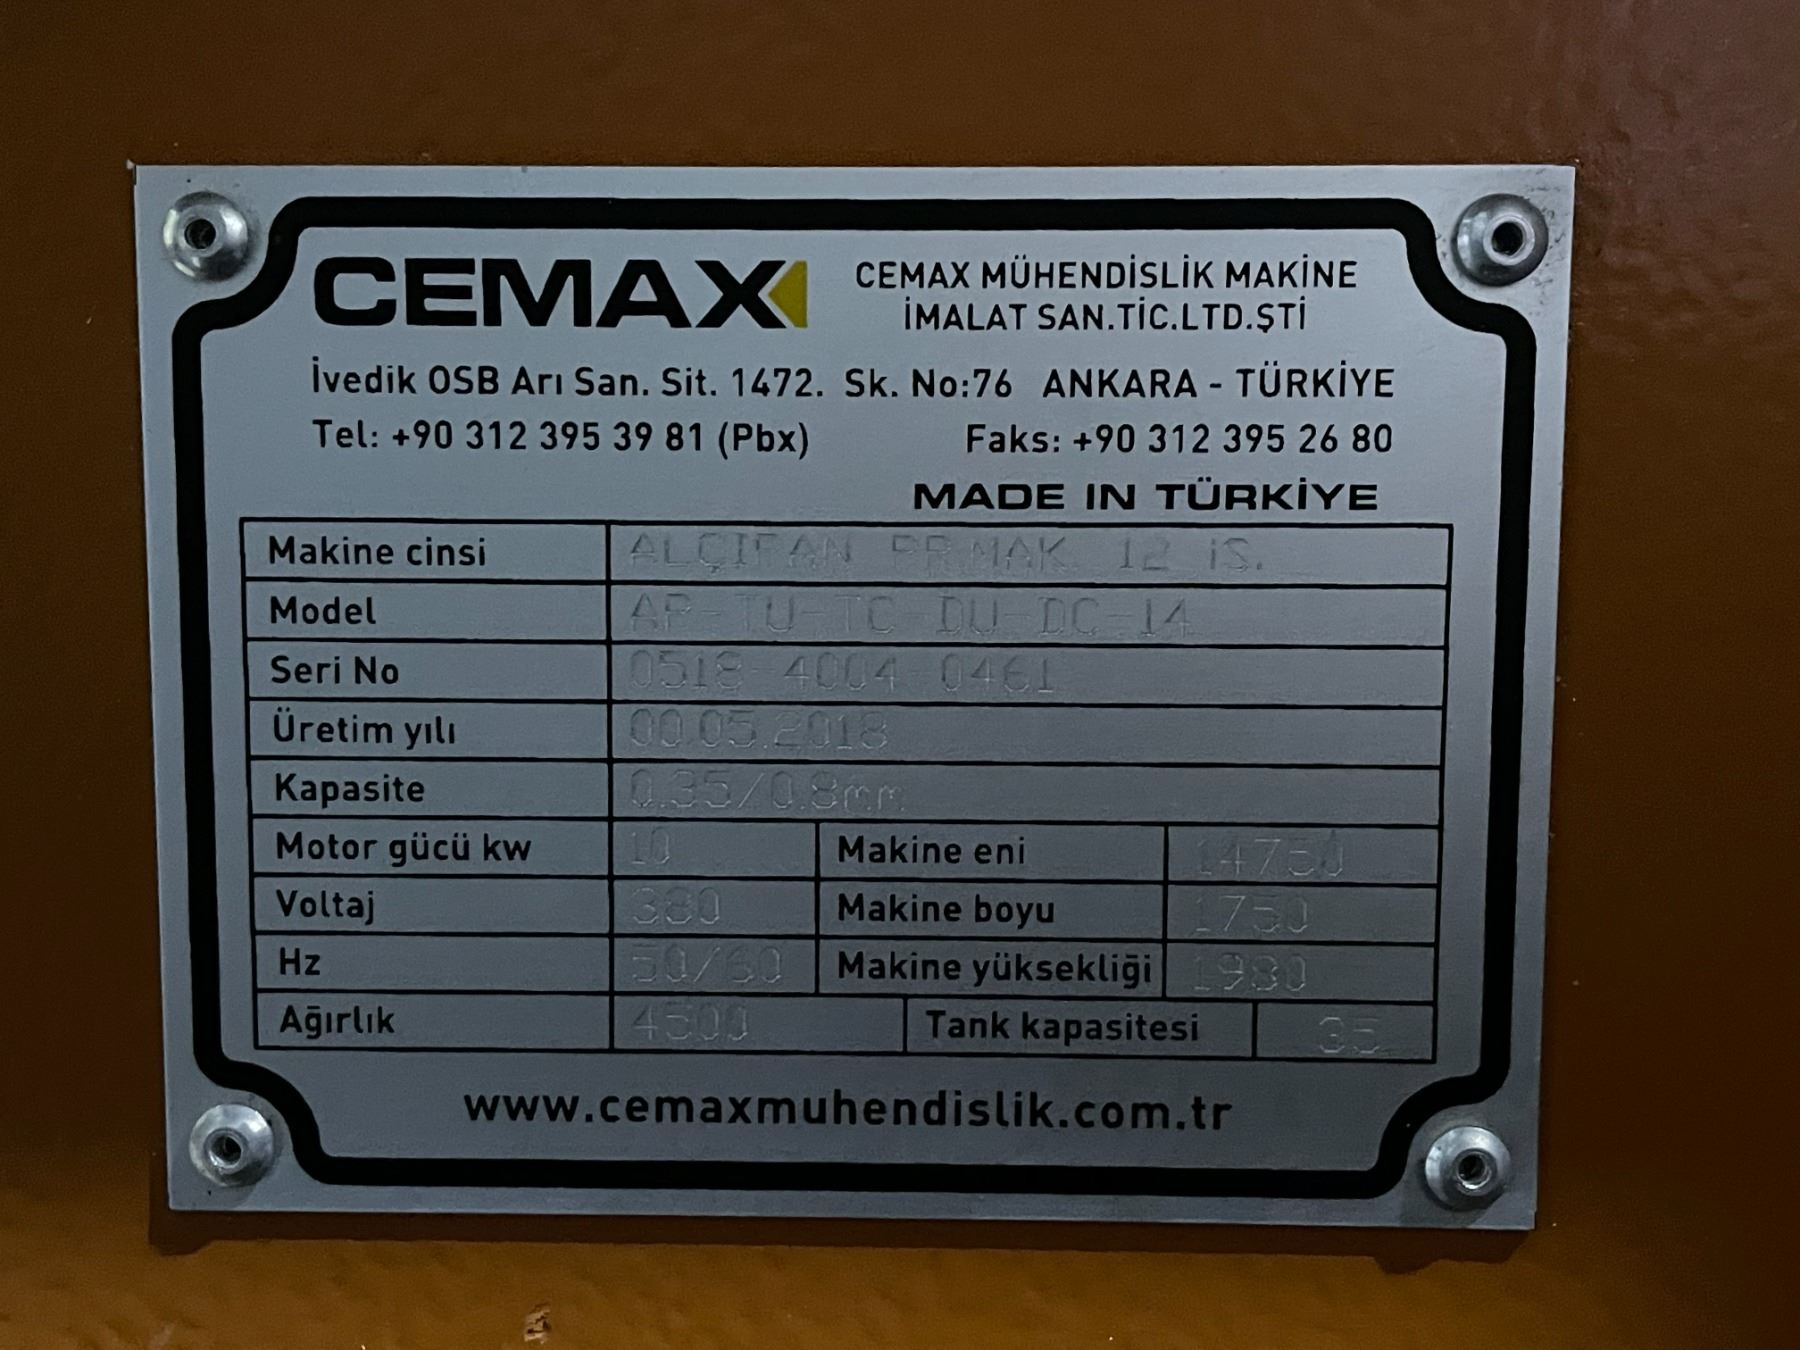 CEMAX
CEMAX MÜHENDİSLİK MAKİNE
İMALAT SAN.TİC.LTD.ŞTİ
İvedik OSB Arı San. Sit. 1472. Sk. No:76 ANKARA - TÜRKİYE
Tel: +90 312 395 39 81 (Pbx) Faks: +90 312 395 26 80
MADE IN TÜRKİYE
Makine cinsi ALÇIPAN PR.MAK. 12 iS.
Model AP-TU-TC-DU-DC-14
Seri No 0518-4004-0461
Üretim yılı 00.05.2018
Kapasite 0.35/0.8mm
Motor gücü kw 10 Makine eni 14750
Voltaj 380 Makine boyu 1750
Hz 50/60 Makine yüksekliği 1980
Ağırlık 4500 Tank kapasitesi 35
www.cemaxmuhendislik.com.tr